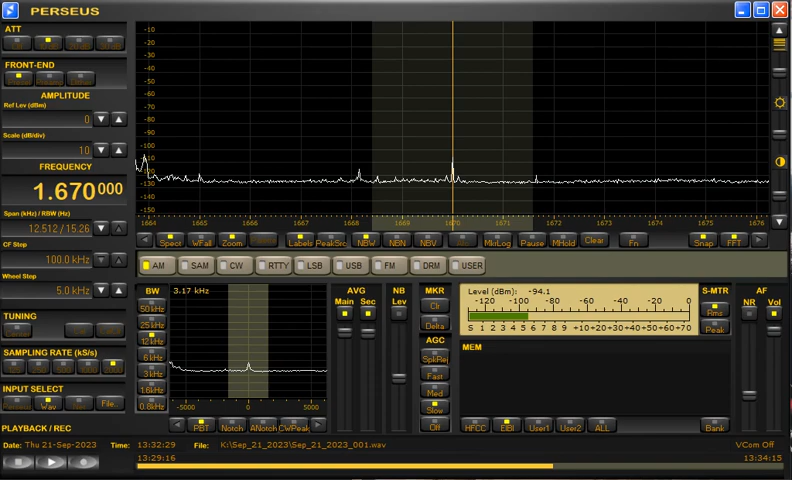 PERSEUS
ATT
FRONT-END
AMPLITUDE
Ref Lev (dBm)
0
Scale (dB/div)
10
FREQUENCY
1.670000
Span (kHz) / RBW (Hz)
12.512 / 15.26
CF Step
100.0 kHz
Wheel Step
5.0 kHz
TUNING
SAMPLING RATE (kS/s)
INPUT SELECT
Wav File..
-10
-20
-30
-40
-50
-60
-70
-80
-90
-100
-110
-120
-130
-140
-150
1664 1665 1666 1667 1668 1669 1670 1671 1672 1673 1674 1675 1676
Spect WFall Zoom Labels PeakSrc NBW NBN NBV MkrLog Pause MHold Clear Fn Snap FFT
AM SAM CW RTTY LSB USB FM DRM USER
BW
50kHz
25 kHz
12 kHz
6 kHz
3 kHz
1.6kHz
0.8kHz
3.17 kHz
-5000 0 5000
PBT Notch ANotch CWPeak
AVG
Main Sec
NB
Lev
MKR
Clr
Delta
AGC
SpkRej
Fast
Med
Slow
Off
Level (dBm): -94.1
-120 -100 -80 -60 -40 -20 0
S 1 2 3 4 5 6 7 8 9 +10 +20 +30 +40 +50 +60 +70
S-MTR
Rms
Peak
AF
NR Vol
MEM
HFCC EIBI User1 User2 ALL Bank
PLAYBACK / REC
Date: Thu 21-Sep-2023 Time: 13:32:29 File: K:\Sep_21_2023\Sep_21_2023_001.wav VCom Off
13:29:16 13:34:15